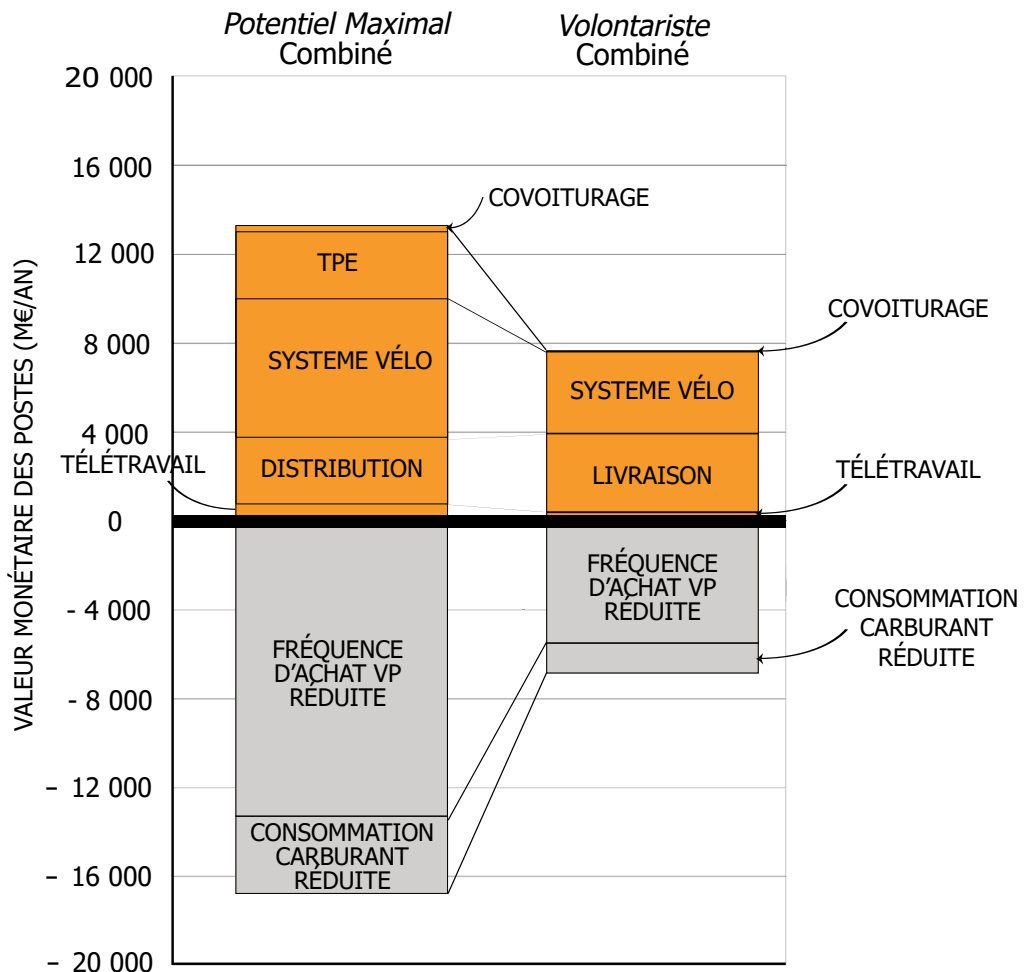 Potentiel Maximal
Combiné
Volontariste
Combiné
VALEUR MONÉTAIRE DES POSTES (M€/AN)
20 000
16 000
12 000
8 000
4 000
0
- 4 000
- 8 000
- 12 000
- 16 000
- 20 000
COVOITURAGE
TPE
SYSTEME VÉLO
DISTRIBUTION
TÉLÉTRAVAIL
FRÉQUENCE
D'ACHAT VP
RÉDUITE
CONSOMMATION
CARBURANT
RÉDUITE
COVOITURAGE
SYSTEME VÉLO
LIVRAISON
TÉLÉTRAVAIL
FRÉQUENCE
D'ACHAT VP
RÉDUITE
CONSOMMATION
CARBURANT
RÉDUITE